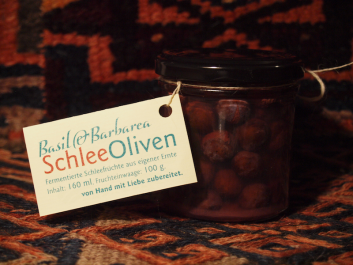 Basil & Barbarea
SchleeOliven
Fermentierte Schleefrüchte aus eigener Ernte
Inhalt: 160 ml. Fruchteinwaage: 100 g.
von Hand mit Liebe zubereitet.